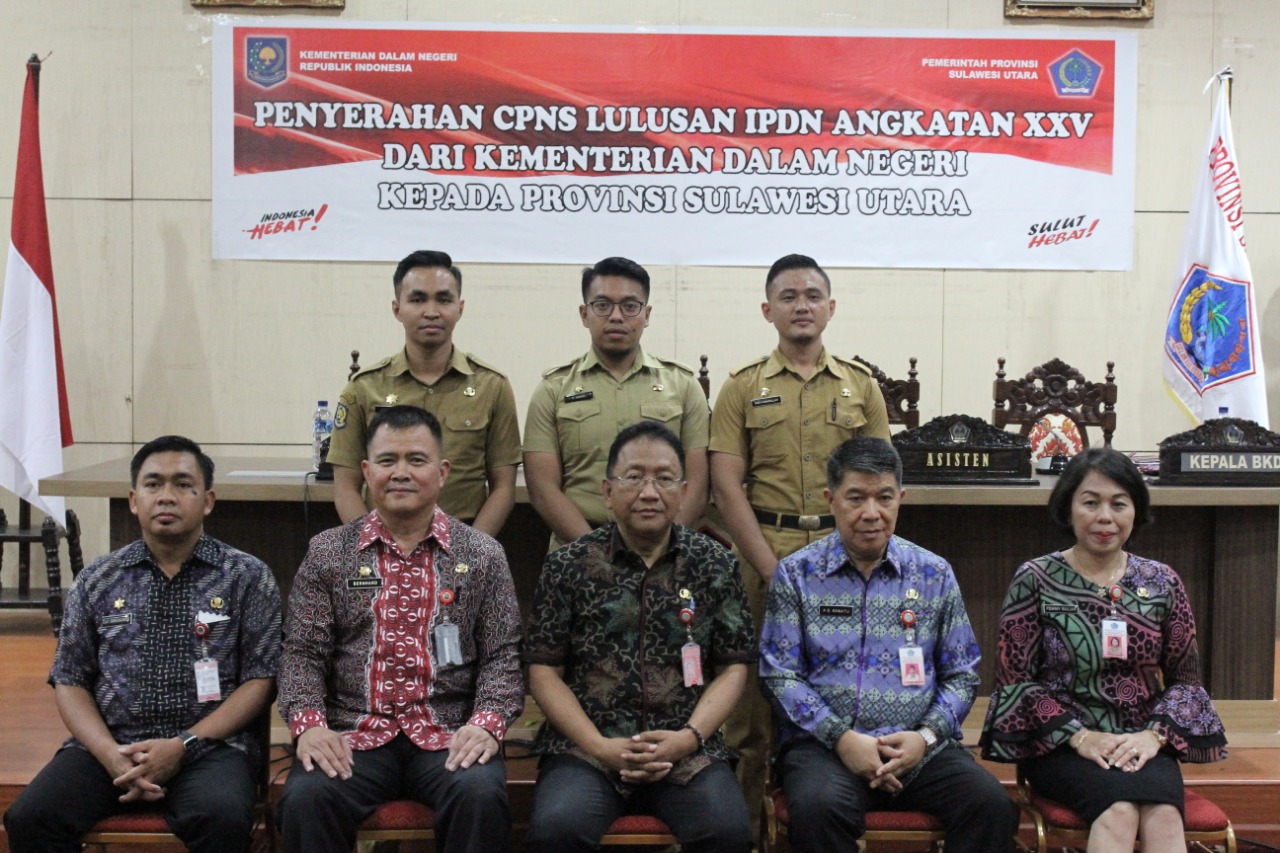 KEMENTERIAN DALAM NEGERI
REPUBLIK INDONESIA
PEMERINTAH PROVINSI
SULAWESI UTARA
PENYERAHAN CPNS LULUSAN IPDN ANGKATAN XXV
DARI KEMENTERIAN DALAM NEGERI
KEPADA PROVINSI SULAWESI UTARA
INDONESIA
HEBAT!
SULUT
HEBAT!
PROVINSI
ASISTEN
KEPALA BKD
BERNHARD